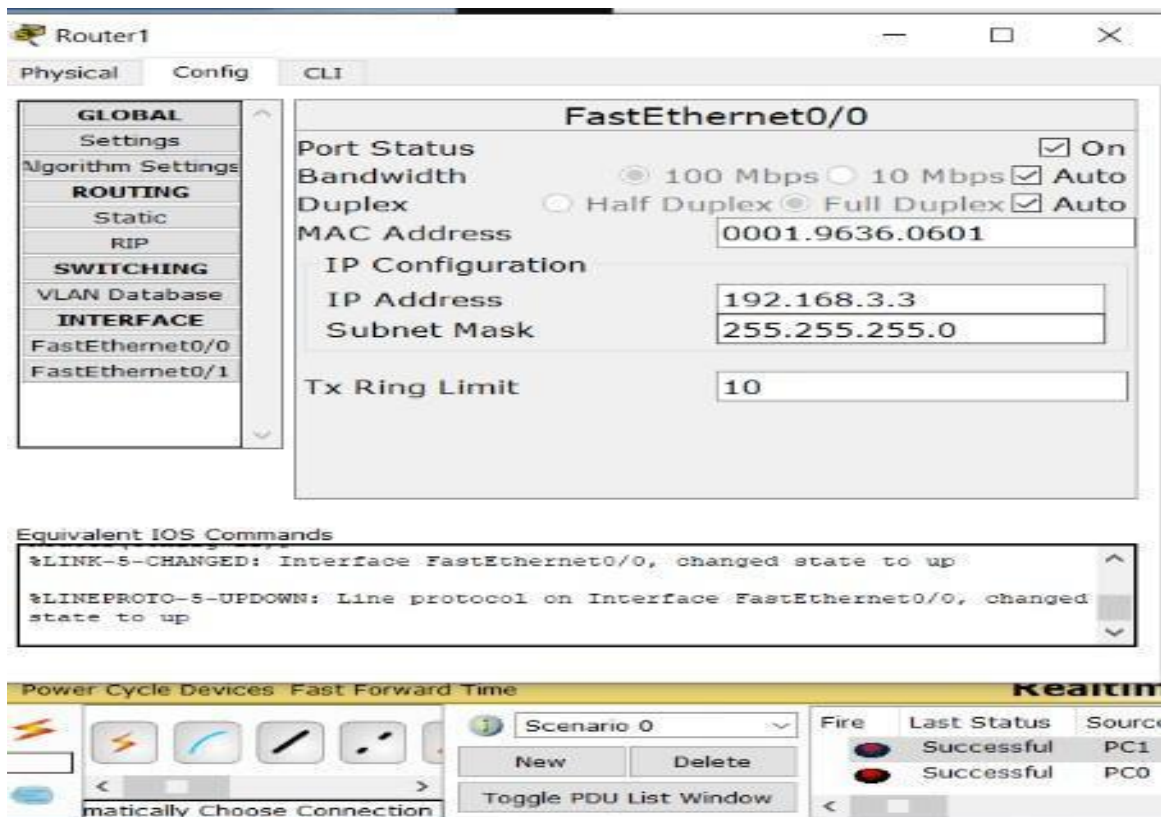 Router1
Physical Config CLI
GLOBAL
Settings
Algorithm Settings
ROUTING
Static
RIP
SWITCHING
VLAN Database
INTERFACE
FastEthernet0/0
FastEthernet0/1
FastEthernet0/0
Port Status On
Bandwidth 100 Mbps 10 Mbps Auto
Duplex Half Duplex Full Duplex Auto
MAC Address 0001.9636.0601
IP Configuration
IP Address 192.168.3.3
Subnet Mask 255.255.255.0
Tx Ring Limit 10
Equivalent IOS Commands
%LINK-5-CHANGED: Interface FastEthernet0/0, changed state to up
%LINEPROTO-5-UPDOWN: Line protocol on Interface FastEthernet0/0, changed
state to up
Power Cycle Devices Fast Forward Time Realtim
Scenario 0
New Delete
Toggle PDU List Window
Fire Last Status Source
Successful PC1
Successful PC0
matically Choose Connection